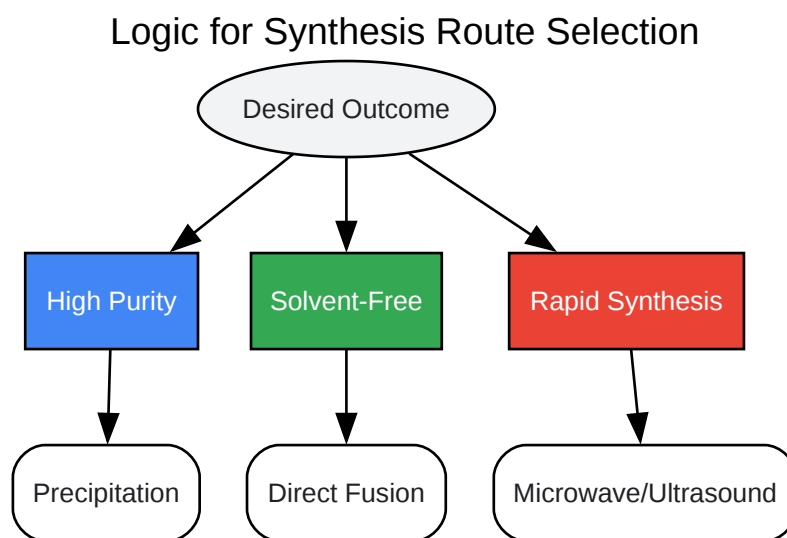 Logic for Synthesis Route Selection
Desired Outcome
High Purity
Solvent-Free
Rapid Synthesis
Precipitation
Direct Fusion
Microwave/Ultrasound